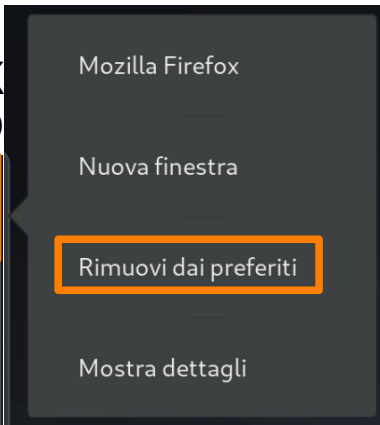 Mozilla Firefox
Nuova finestra
Rimuovi dai preferiti
Mostra dettagli